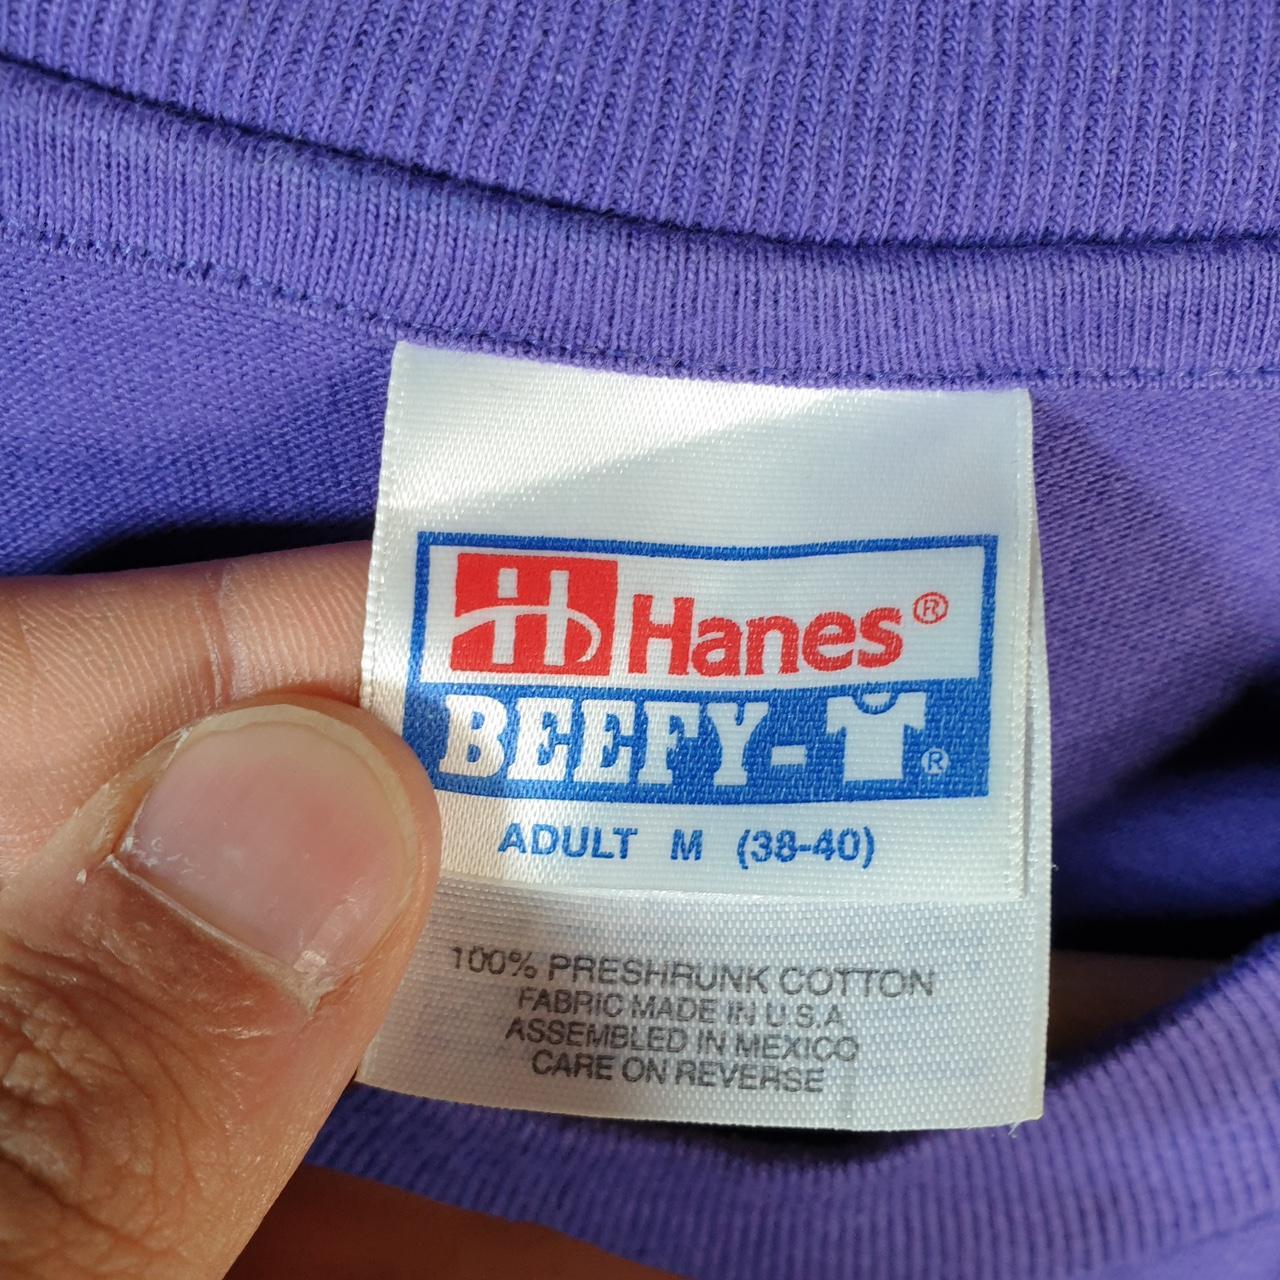 Hanes®
BEEFY-T®
ADULT M (38-40)
100% PRESHRUNK COTTON
FABRIC MADE IN U.S.A
ASSEMBLED IN MEXICO
CARE ON REVERSE